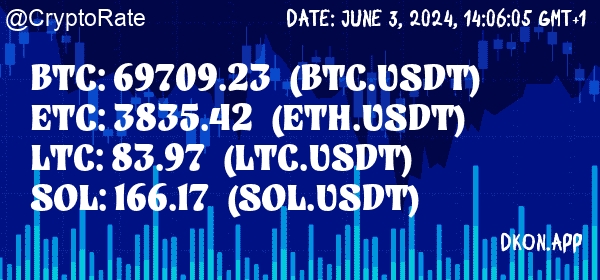 @CryptoRate
DATE: JUNE 3, 2024, 14:06:05 GMT+1
BTC: 69709.23 (BTC.USDT)
ETC: 3835.42 (ETH.USDT)
LTC: 83.97 (LTC.USDT)
SOL: 166.17 (SOL.USDT)
DKON.APP